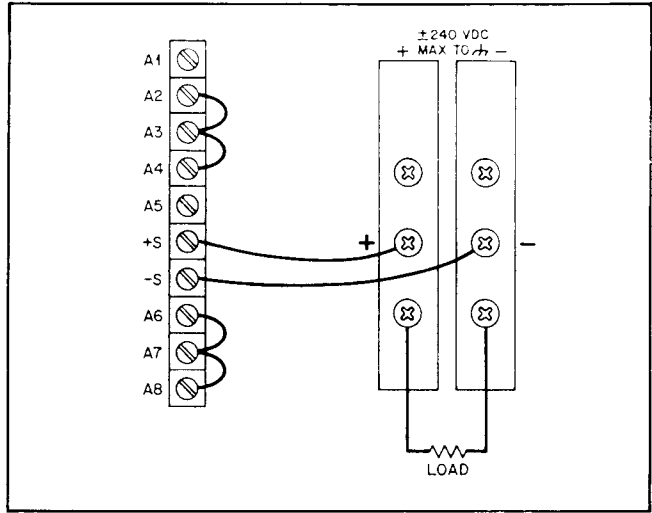 ±240 VDC
+ MAX TO ⏚ -
A1
A2
A3
A4
A5
+S
-S
A6
A7
A8
+
-
LOAD